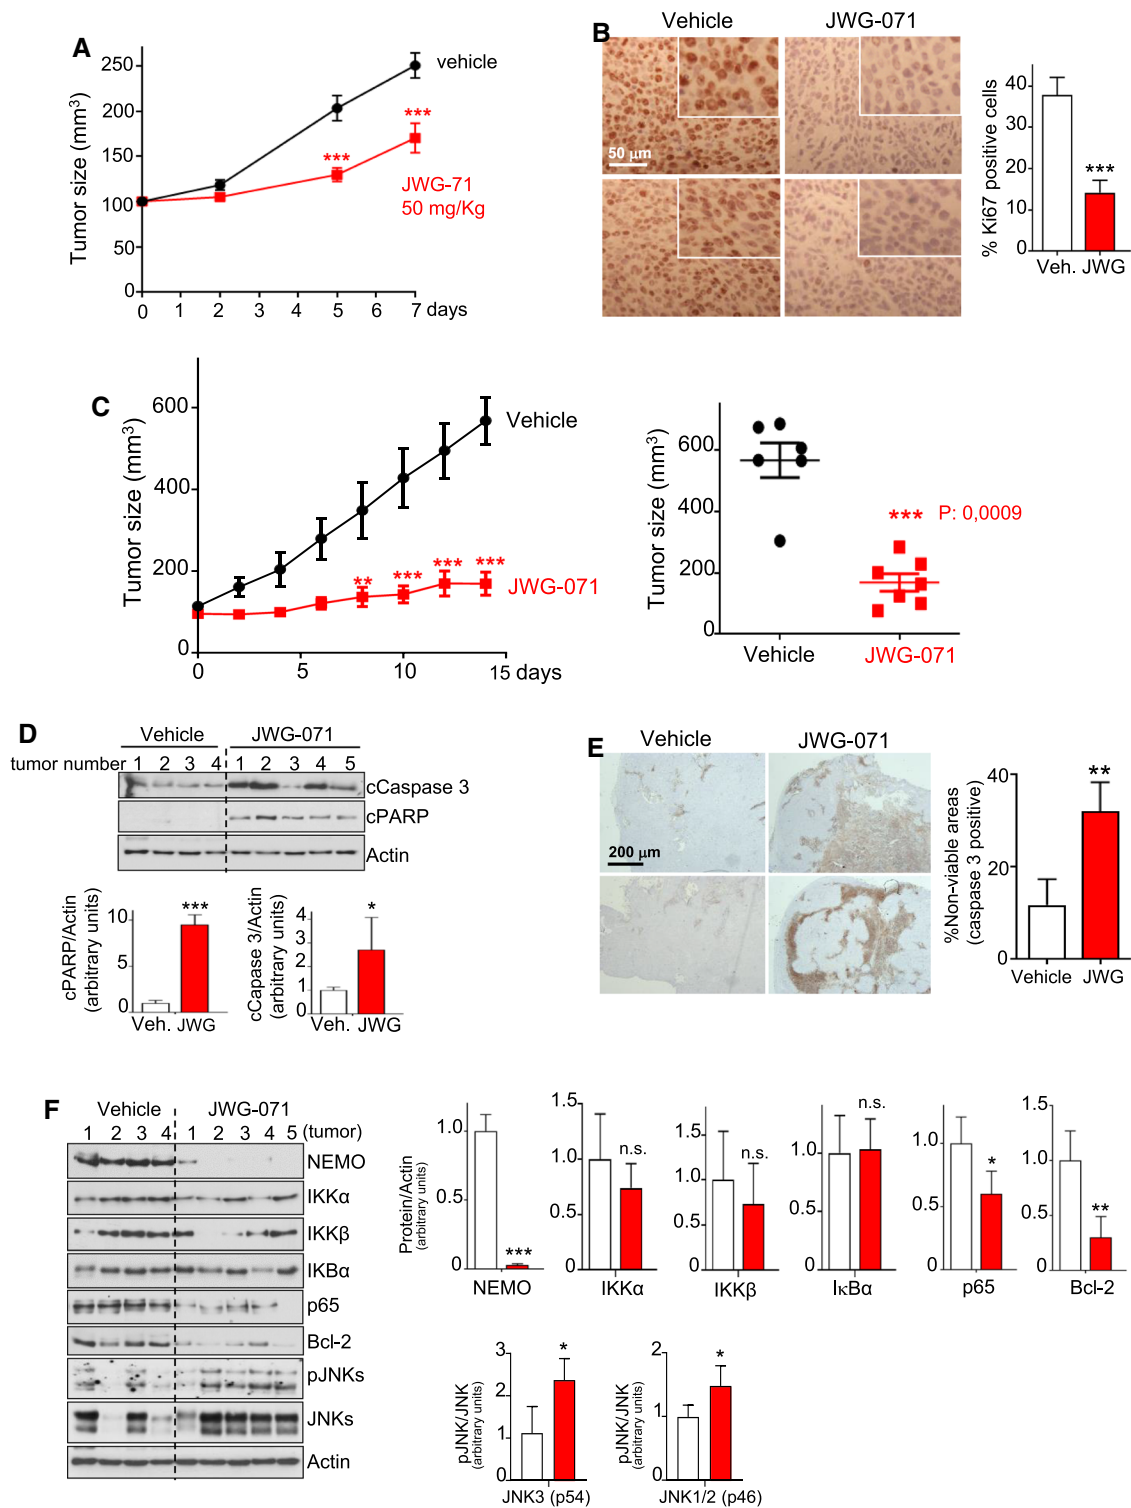 A
Tumor size (mm3)
250
200
150
100
50
0
0 1 2 3 4 5 6 7 days
vehicle
***
***
JWG-71
50 mg/Kg
B
Vehicle JWG-071
50 μm
% Ki67 positive cells
40
30
20
10
0
***
Veh. JWG
C
Tumor size (mm3)
600
400
200
0
0 5 10 15 days
Vehicle
** *** *** ***
JWG-071
Tumor size (mm3)
600
400
200
0
*** P: 0,0009
Vehicle JWG-071
D
Vehicle JWG-071
tumor number 1 2 3 4 1 2 3 4 5
cCaspase 3
cPARP
Actin
cPARP/Actin
(arbitrary units)
10
5
0
***
Veh. JWG
cCaspase 3/Actin
(arbitrary units)
4
3
2
1
0
*
Veh. JWG
E
Vehicle JWG-071
200 μm
%Non-viable areas
(caspase 3 positive)
40
20
0
**
Vehicle JWG
F
Vehicle JWG-071
1 2 3 4 1 2 3 4 5 (tumor)
NEMO
IKKα
IKKβ
IKBα
p65
Bcl-2
pJNKs
JNKs
Actin
Protein/Actin
(arbitrary units)
1.0
0.5
0
***
NEMO
1.5
1.0
0.5
0
n.s.
IKKα
1.5
1.0
0.5
n.s.
IKKβ
1.5
1.0
0.5
0
n.s.
IκBα
1.0
0.5
0
*
p65
1.5
1.0
0.5
0
**
Bcl-2
pJNK/JNK
(arbitrary units)
3
2
1
0
*
JNK3 (p54)
pJNK/JNK
(arbitrary units)
2
1
0
*
JNK1/2 (p46)